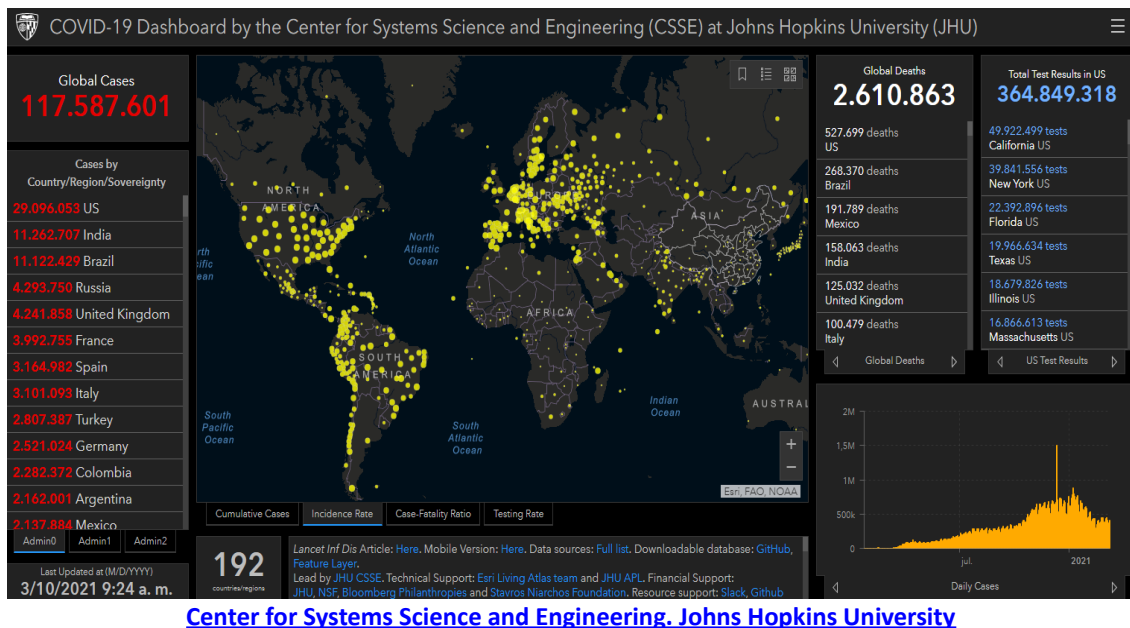 COVID-19 Dashboard by the Center for Systems Science and Engineering (CSSE) at Johns Hopkins University (JHU)
Global Cases
117.587.601
Cases by
Country/Region/Sovereignty
29.096.053 US
11.262.707 India
11.122.429 Brazil
4.293.750 Russia
4.241.858 United Kingdom
3.992.755 France
3.164.982 Spain
3.101.093 Italy
2.807.387 Turkey
2.521.024 Germany
2.282.372 Colombia
2.162.001 Argentina
2.137.884 Mexico
Admin0 Admin1 Admin2
Last Updated at (M/D/YYYY)
3/10/2021 9:24 a. m.
NORTH
AMERICA
North
Atlantic
Ocean
rth
ific
ean
EUROPE
ASIA
AFRICA
SOUTH
AMERICA
Indian
Ocean
AUSTRAL
South
Pacific
Ocean
South
Atlantic
Ocean
+
−
Esri, FAO, NOAA
Cumulative Cases Incidence Rate Case-Fatality Ratio Testing Rate
192
countries/regions
Lancet Inf Dis Article: Here. Mobile Version: Here. Data sources: Full list. Downloadable database: GitHub,
Feature Layer.
Lead by JHU CSSE. Technical Support: Esri Living Atlas team and JHU APL. Financial Support:
JHU, NSF, Bloomberg Philanthropies and Stavros Niarchos Foundation. Resource support: Slack, Github
Global Deaths
2.610.863
527.699 deaths
US
268.370 deaths
Brazil
191.789 deaths
Mexico
158.063 deaths
India
125.032 deaths
United Kingdom
100.479 deaths
Italy
Global Deaths
Total Test Results in US
364.849.318
49.922.499 tests
California US
39.841.556 tests
New York US
22.392.896 tests
Florida US
19.966.634 tests
Texas US
18.679.826 tests
Illinois US
16.866.613 tests
Massachusetts US
US Test Results
2M
1,5M
1M
500k
0
jul. 2021
Daily Cases
Center for Systems Science and Engineering. Johns Hopkins University